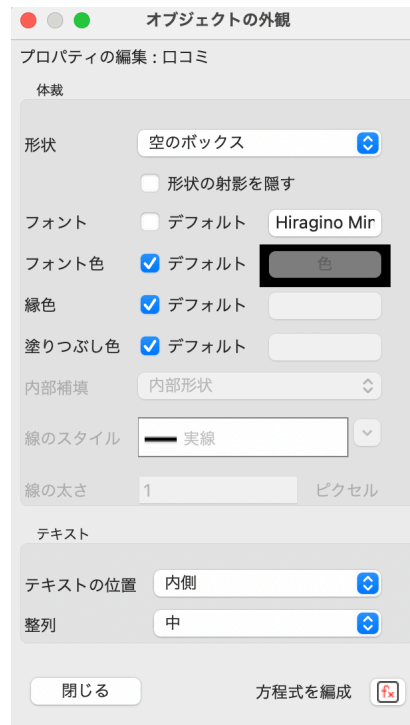 オブジェクトの外観
プロパティの編集 : 口コミ
体裁
形状 空のボックス
形状の射影を隠す
フォント デフォルト Hiragino Min
フォント色 デフォルト 色
縁色 デフォルト
塗りつぶし色 デフォルト
内部補填 内部形状
線のスタイル 実線
線の太さ 1 ピクセル
テキスト
テキストの位置 内側
整列 中
閉じる 方程式を編成 fx